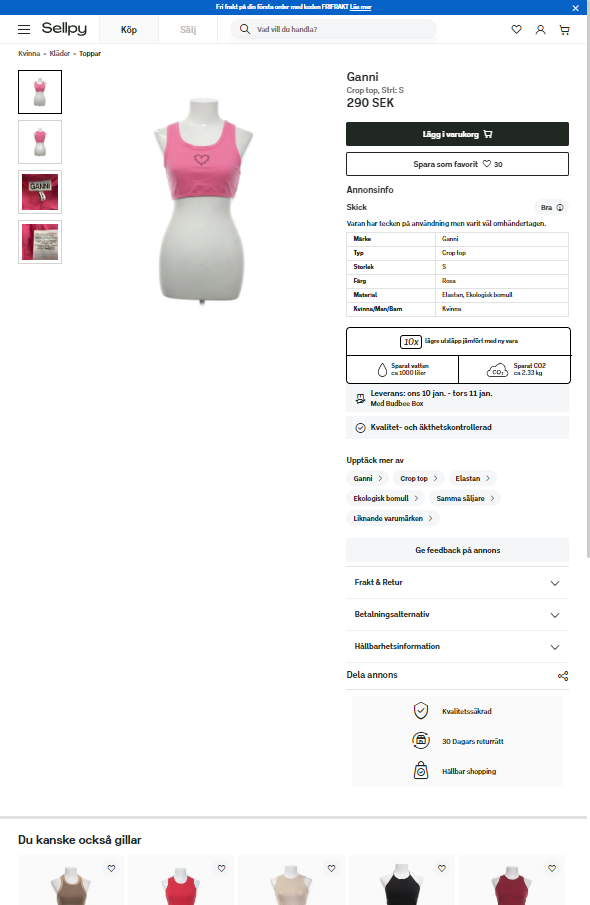 Fri frakt på din första order med koden FRIFRAKT Läs mer
Sellpy
Köp
Sälj
Vad vill du handla?
Kvinna - Kläder - Toppar
Ganni
Crop top, Strl: S
290 SEK
Lägg i varukorg
Spara som favorit 30
Annonsinfo
Skick
Bra
Varan har tecken på användning men varit väl omhändertagen.
Märke Ganni
Typ Crop top
Storlek S
Färg Rosa
Material Elastan, Ekologisk bomull
Kvinna/Man/Barn Kvinna
10x lägre utsläpp jämfört med ny vara
Sparat vatten
ca 1000 liter
Sparat CO2
ca 2.33 kg
CO₂
Leverans: ons 10 jan. - tors 11 jan.
Med Budbee Box
Kvalitet- och äkthetskontrollerad
Upptäck mer av
Ganni
Crop top
Elastan
Ekologisk bomull
Samma säljare
Liknande varumärken
Ge feedback på annons
Frakt & Retur
Betalningsalternativ
Hållbarhetsinformation
Dela annons
Kvalitetssäkrad
30 Dagars returrätt
Hållbar shopping
Du kanske också gillar
GANNI